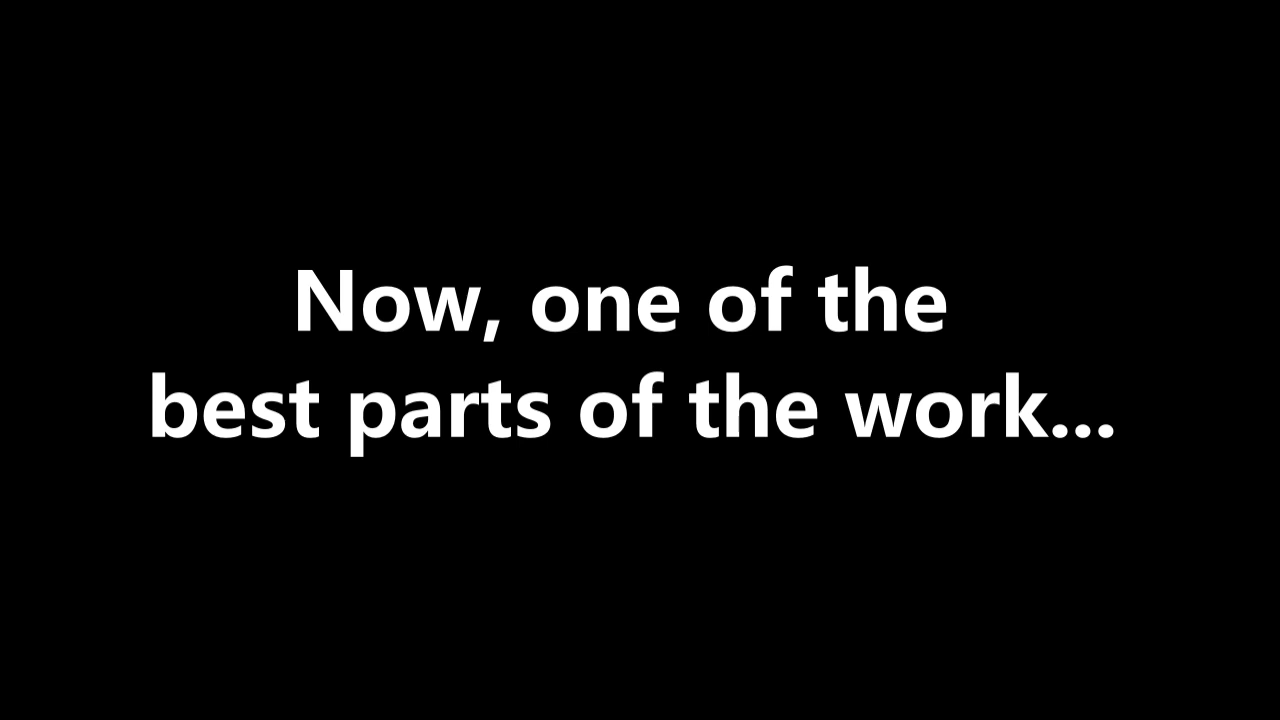 Now, one of the
best parts of the work...